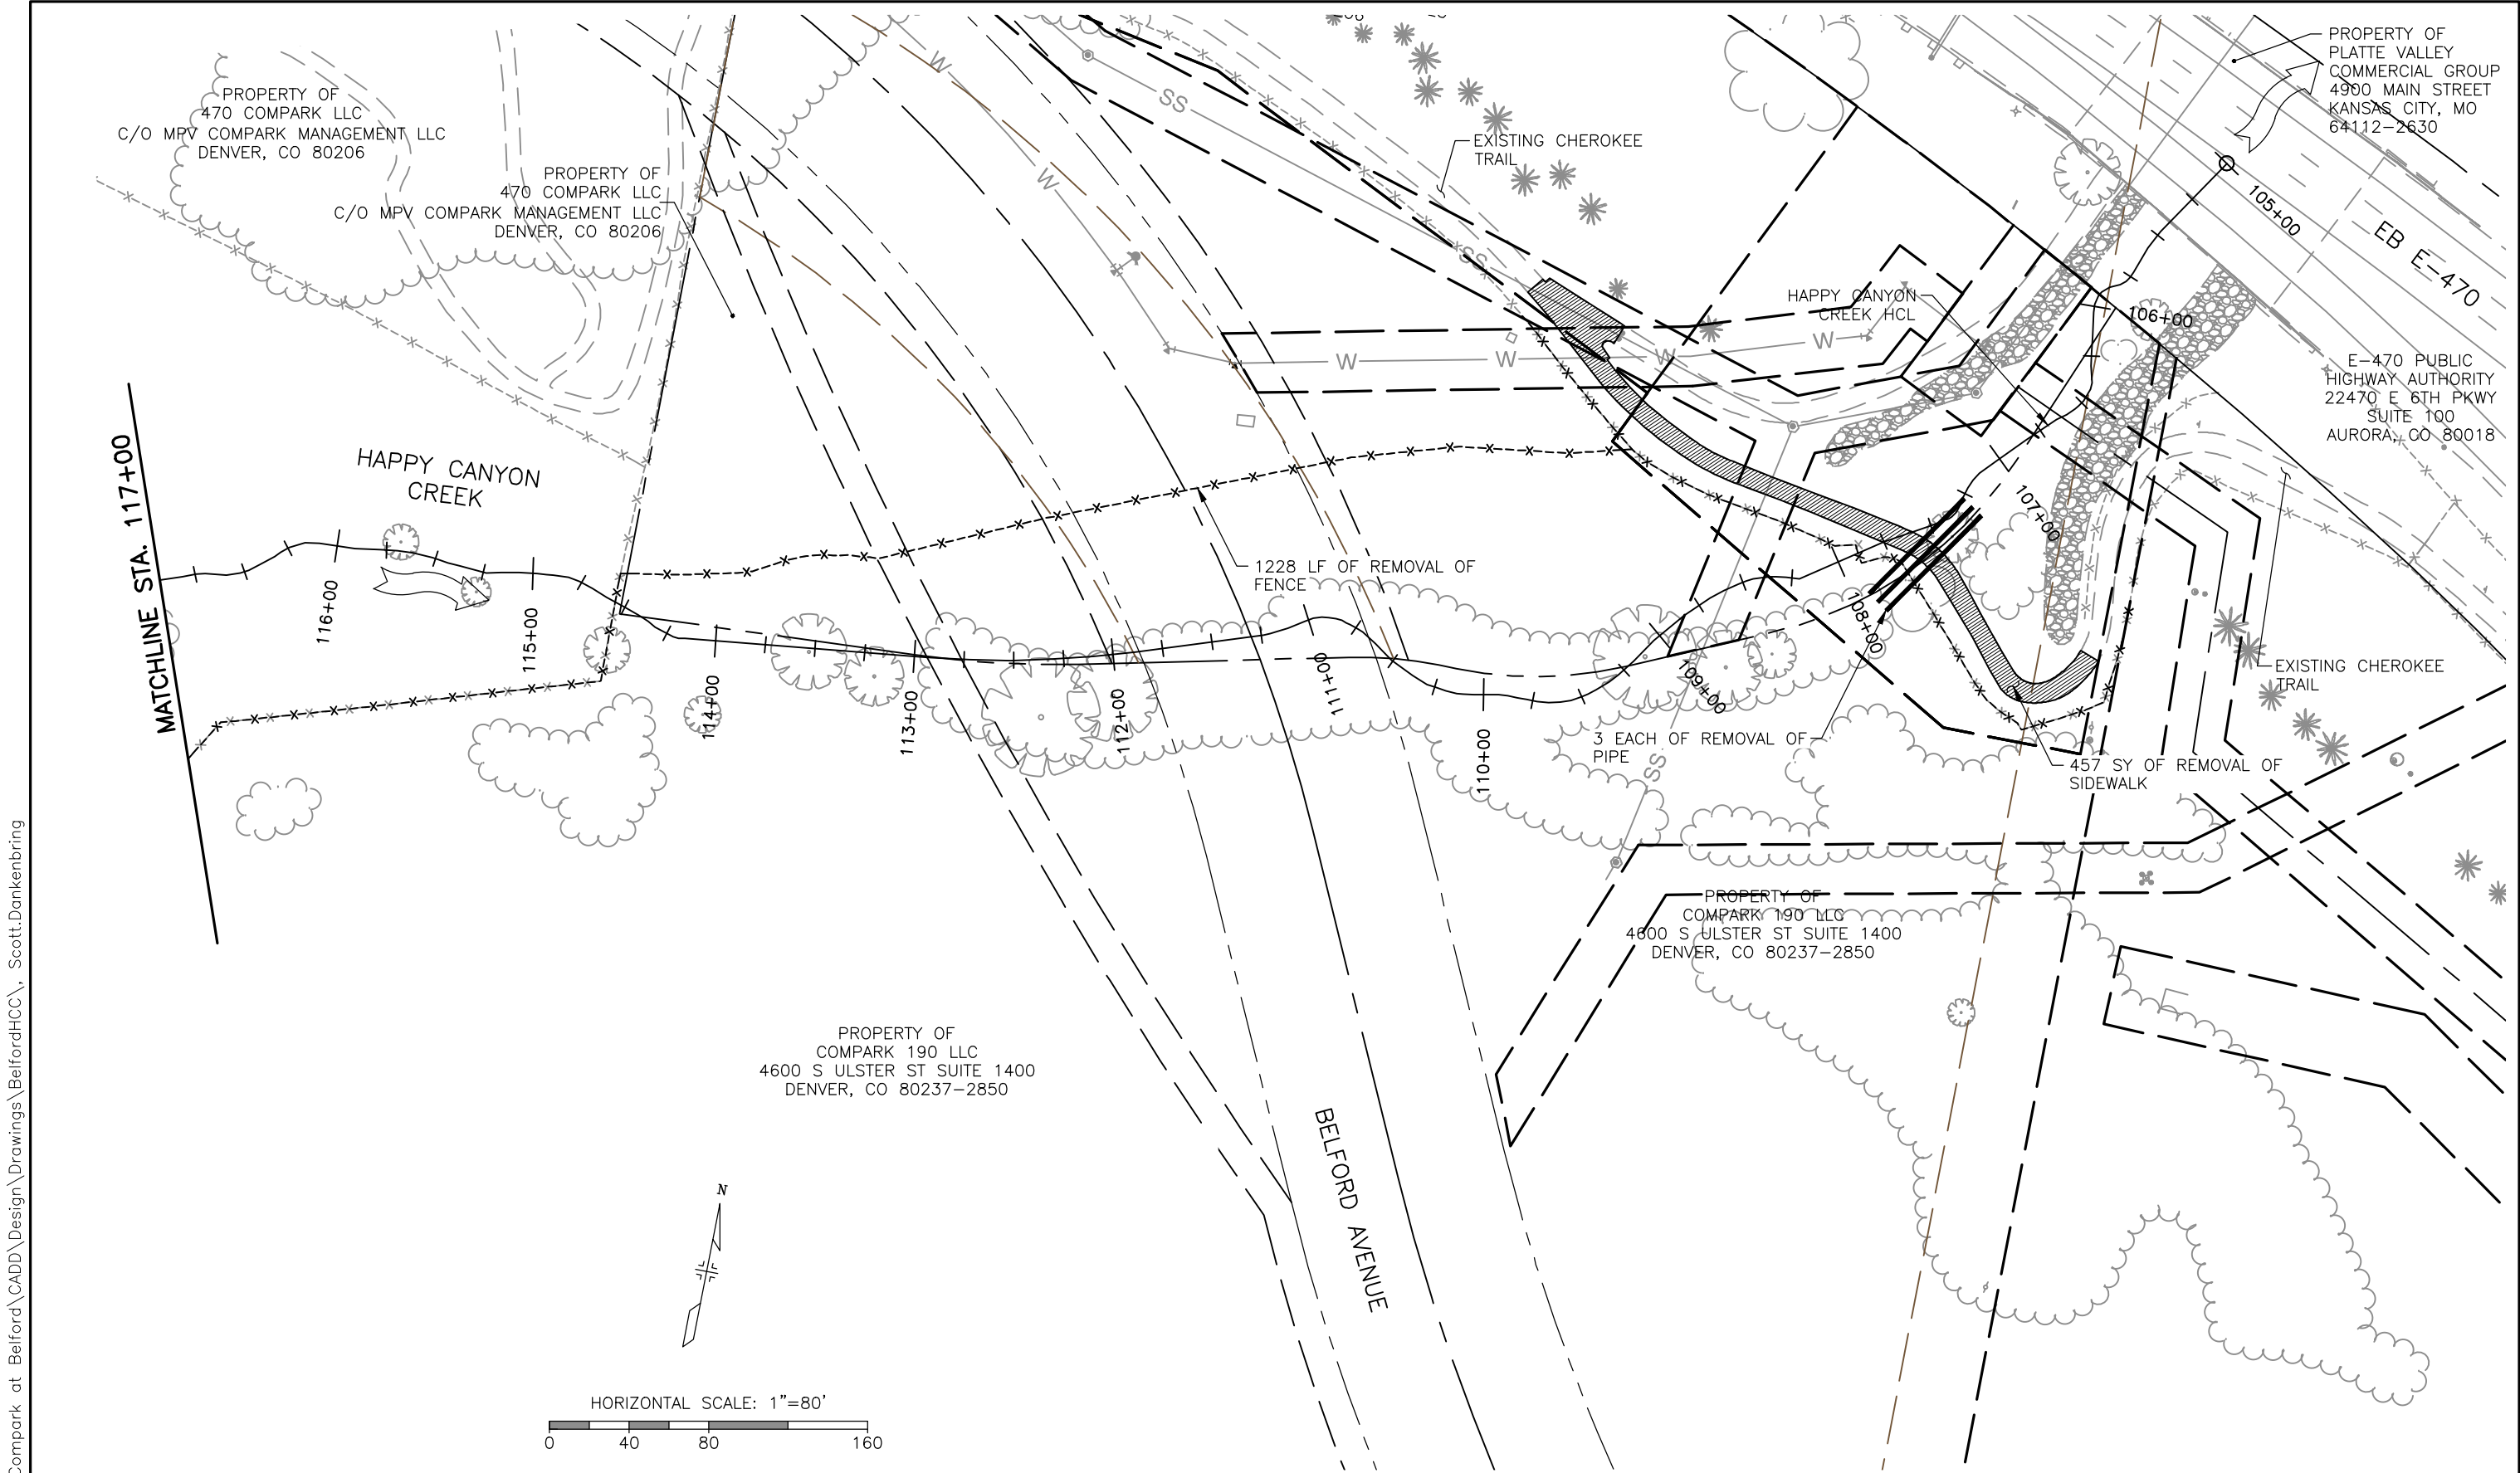 PROPERTY OF
PLATTE VALLEY
COMMERCIAL GROUP
4900 MAIN STREET
KANSAS CITY, MO
64112-2630
PROPERTY OF
470 COMPARK LLC
C/O MPV COMPARK MANAGEMENT LLC
DENVER, CO 80206
PROPERTY OF
470 COMPARK LLC
C/O MPV COMPARK MANAGEMENT LLC
DENVER, CO 80206
W
W
SS
SS
EXISTING CHEROKEE
TRAIL
105+00
EB E-470
HAPPY CANYON
CREEK HCL
106+00
W
W
W
W
E-470 PUBLIC
HIGHWAY AUTHORITY
22470 E 6TH PKWY
SUITE 100
AURORA, CO 80018
MATCHLINE STA. 117+00
HAPPY CANYON
CREEK
107+00
1228 LF OF REMOVAL OF
FENCE
116+00
115+00
114+00
113+00
112+00
111+00
110+00
109+00
108+00
EXISTING CHEROKEE
TRAIL
3 EACH OF REMOVAL OF
PIPE
SS
457 SY OF REMOVAL OF
SIDEWALK
PROPERTY OF
COMPARK 190 LLC
4600 S ULSTER ST SUITE 1400
DENVER, CO 80237-2850
PROPERTY OF
COMPARK 190 LLC
4600 S ULSTER ST SUITE 1400
DENVER, CO 80237-2850
BELFORD AVENUE
N
HORIZONTAL SCALE: 1"=80'
0 40 80 160
Compark at Belford\CADD\Design\Drawings\BelfordHCC\, Scott.Dankenbring